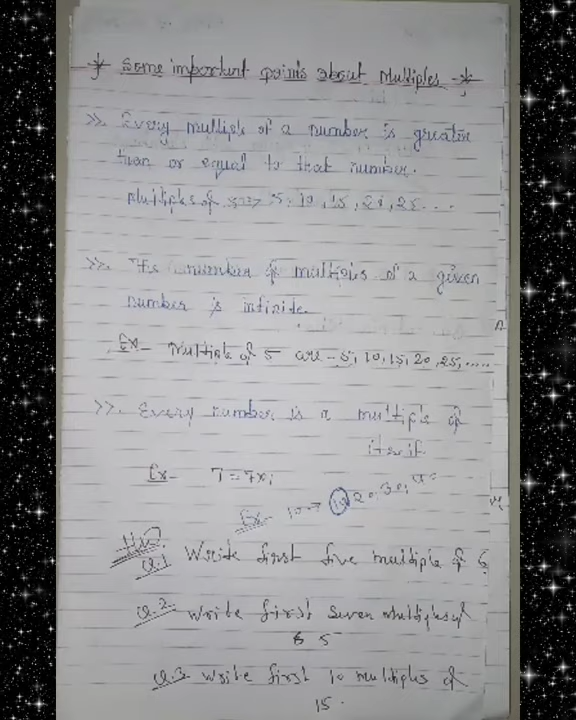 * Some important points about Multiples *
>> Every multiple of a number is greater
than or equal to that number.
Multiples of 5 => 5, 10, 15, 20, 25...
>> The number of multiples of a given
number is infinite.
Ex- Multiple of 5 are - 5, 10, 15, 20, 25,.....
>> Every number is a multiple of
itself
Ex- 7 = 7x1
Ex- 10 → 10 20, 30,
H.W
Q.1 Write first five multiple of 6
Q.2 Write first Seven Multiples of
5
Q.3 Write first 10 multiples of
15.